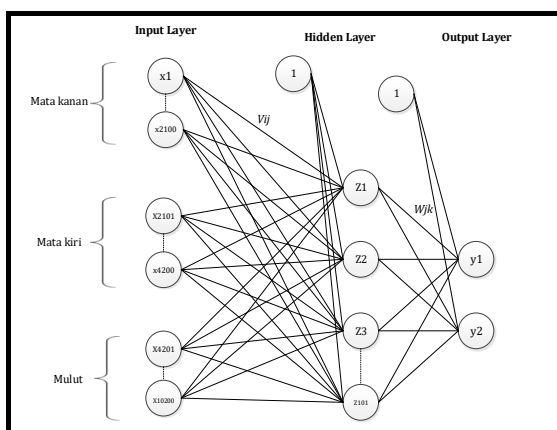 Input Layer
Hidden Layer
Output Layer
Mata kanan
x1
x2100
1
1
Vij
Mata kiri
X2101
x4200
Z1
Z2
Wjk
y1
Mulut
X4201
X10200
Z3
Z101
y2